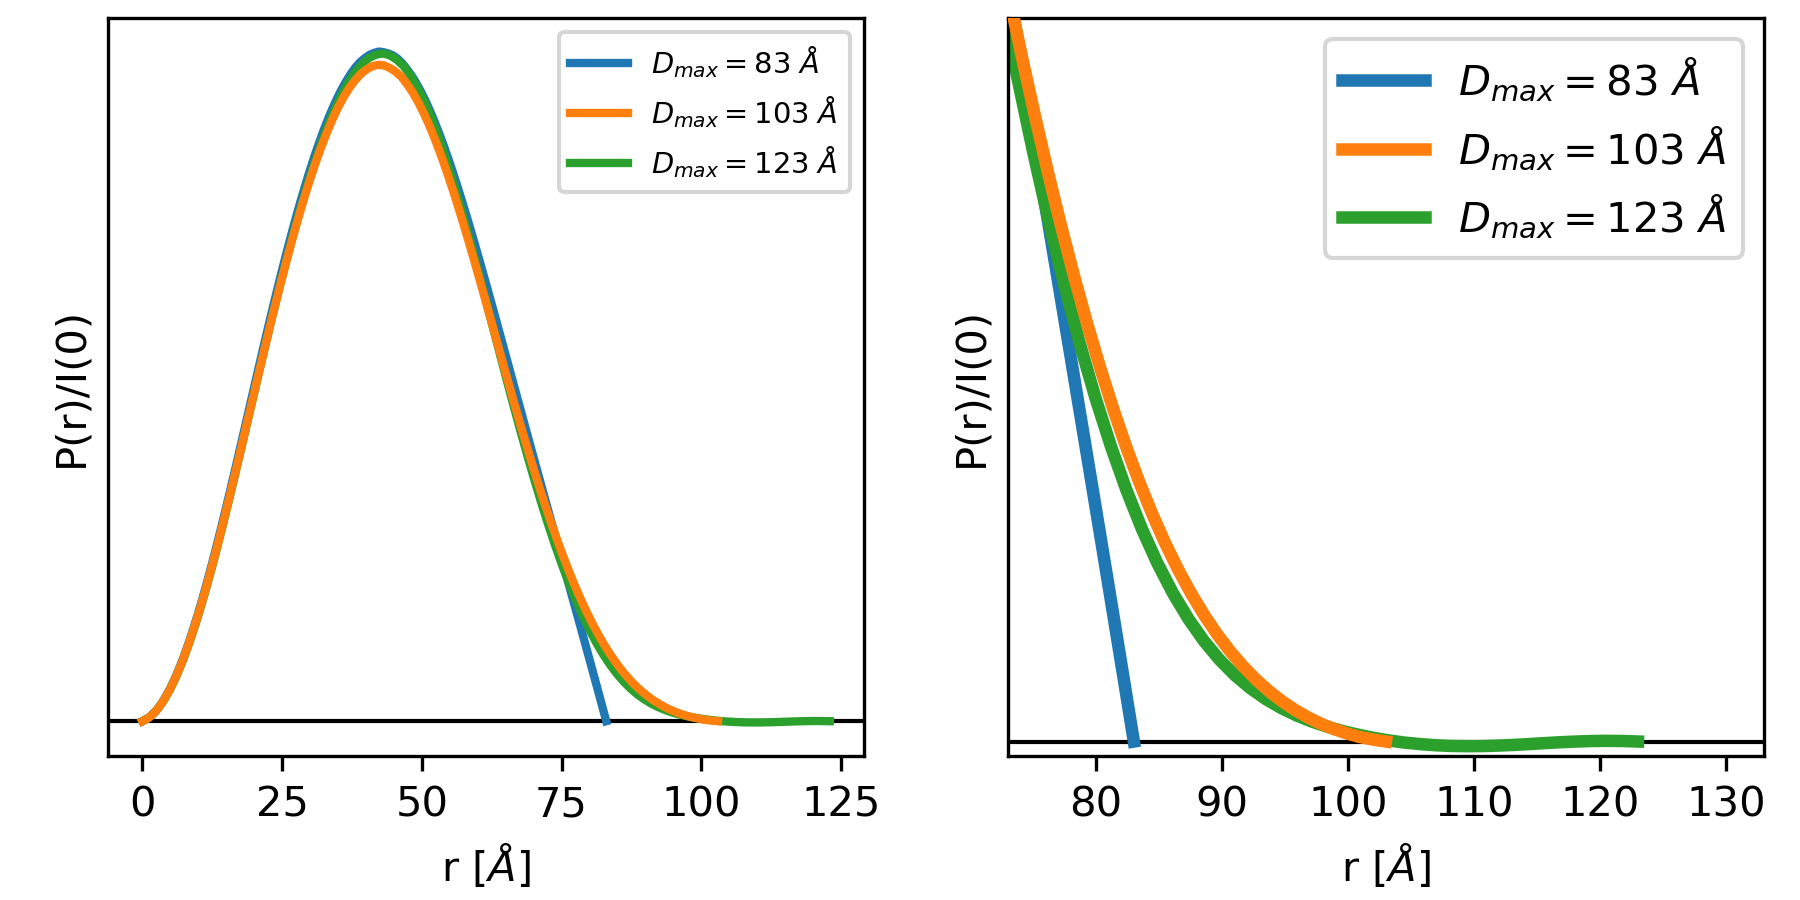 P(r)/I(0)
D_max = 83 Å
D_max = 103 Å
D_max = 123 Å
0 25 50 75 100 125
r [Å]
P(r)/I(0)
D_max = 83 Å
D_max = 103 Å
D_max = 123 Å
80 90 100 110 120 130
r [Å]